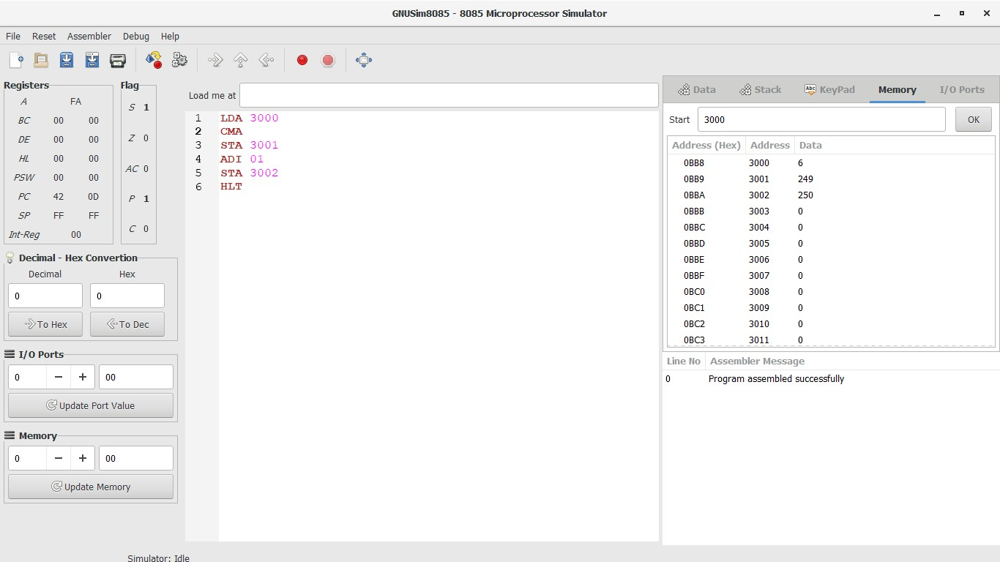 GNUSim8085 - 8085 Microprocessor Simulator
File Reset Assembler Debug Help
Registers
A FA
BC 00 00
DE 00 00
HL 00 00
PSW 00 00
PC 42 0D
SP FF FF
Int-Reg 00
Flag
S 1
Z 0
AC 0
P 1
C 0
Decimal - Hex Convertion
Decimal Hex
0 0
To Hex To Dec
I/O Ports
0 − + 00
Update Port Value
Memory
0 − + 00
Update Memory
Load me at
1 LDA 3000
2 CMA
3 STA 3001
4 ADI 01
5 STA 3002
6 HLT
Data Stack Abc KeyPad Memory I/O Ports
Start 3000 OK
Address (Hex) Address Data
0BB8 3000 6
0BB9 3001 249
0BBA 3002 250
0BBB 3003 0
0BBC 3004 0
0BBD 3005 0
0BBE 3006 0
0BBF 3007 0
0BC0 3008 0
0BC1 3009 0
0BC2 3010 0
0BC3 3011 0
Line No Assembler Message
0 Program assembled successfully
Simulator: Idle